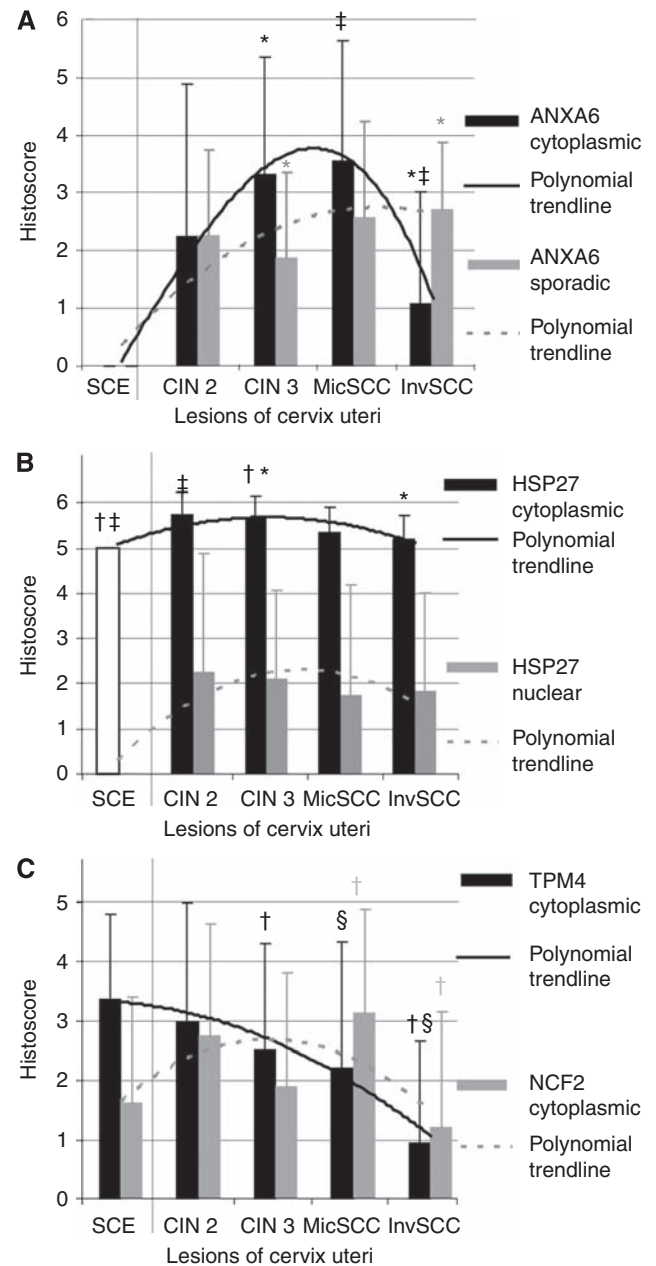 A
6
5
4
3
2
1
0
Histoscore
*
‡
*
*
*‡
SCE CIN 2 CIN 3 MicSCC InvSCC
Lesions of cervix uteri
ANXA6
cytoplasmic
Polynomial
trendline
ANXA6
sporadic
Polynomial
trendline
B
6
5
4
3
2
1
0
Histoscore
†‡
‡
† *
*
SCE CIN 2 CIN 3 MicSCC InvSCC
Lesions of cervix uteri
HSP27
cytoplasmic
Polynomial
trendline
HSP27
nuclear
Polynomial
trendline
C
5
4
3
2
1
0
Histoscore
†
§
†
†
†§
SCE CIN 2 CIN 3 MicSCC InvSCC
Lesions of cervix uteri
TPM4
cytoplasmic
Polynomial
trendline
NCF2
cytoplasmic
Polynomial
trendline